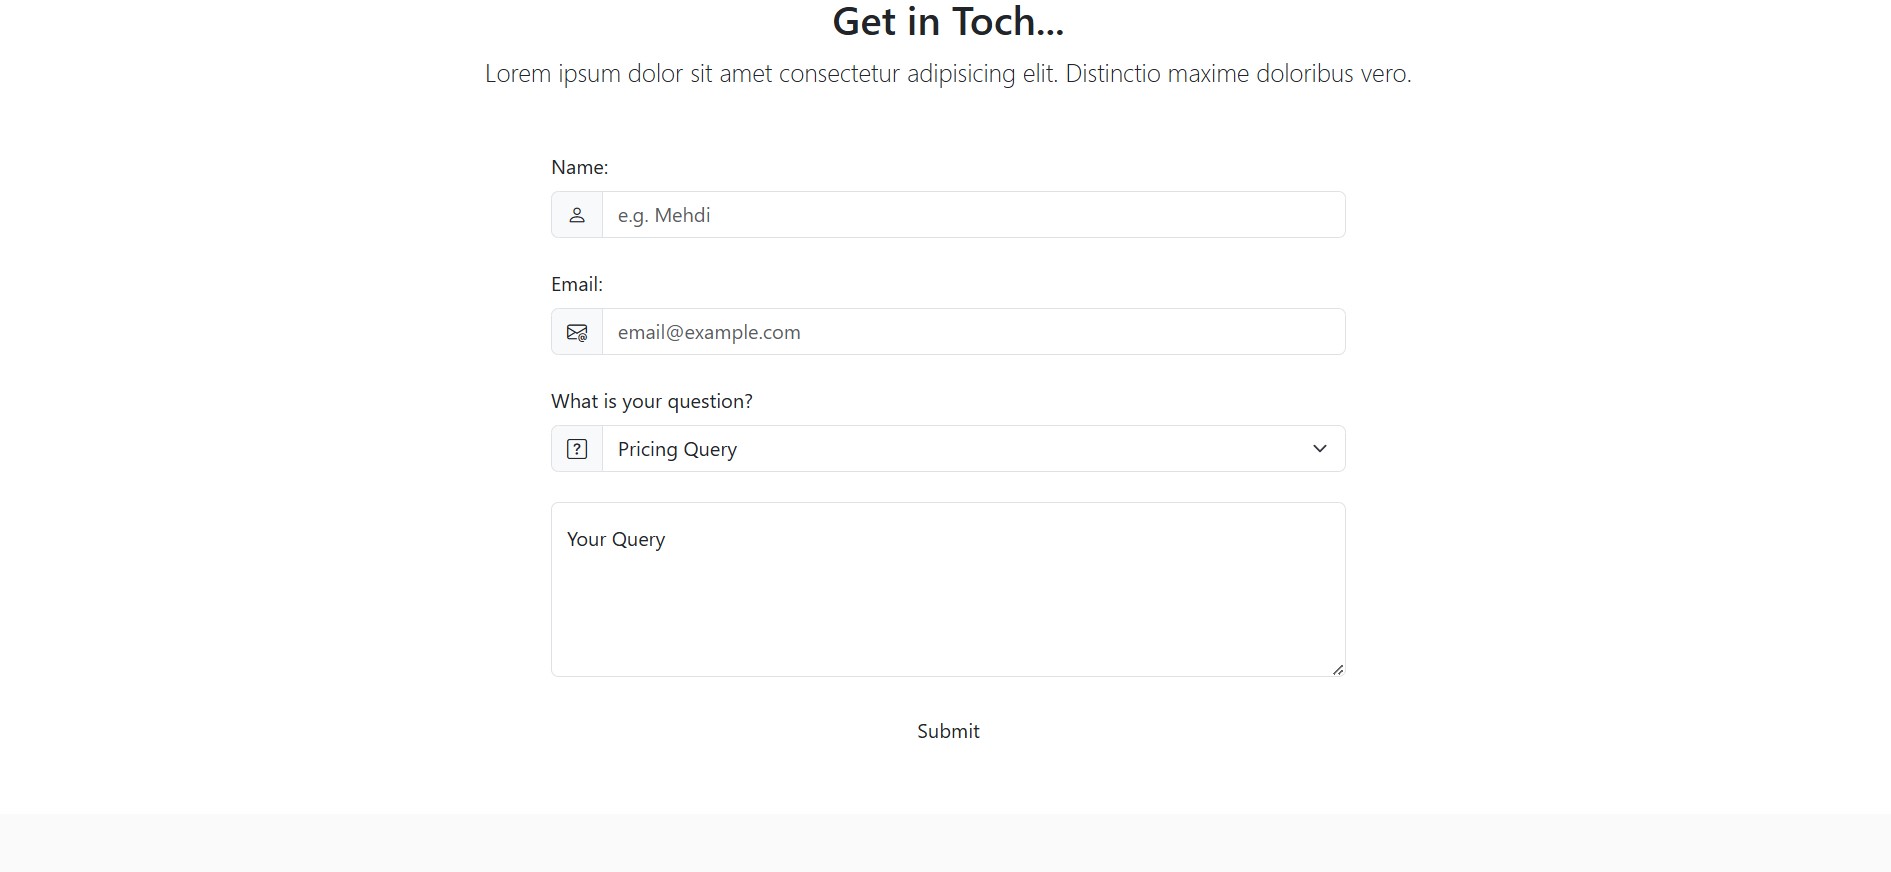 Get in Toch...
Lorem ipsum dolor sit amet consectetur adipisicing elit. Distinctio maxime doloribus vero.
Name:
e.g. Mehdi
Email:
email@example.com
What is your question?
Pricing Query
Your Query
Submit